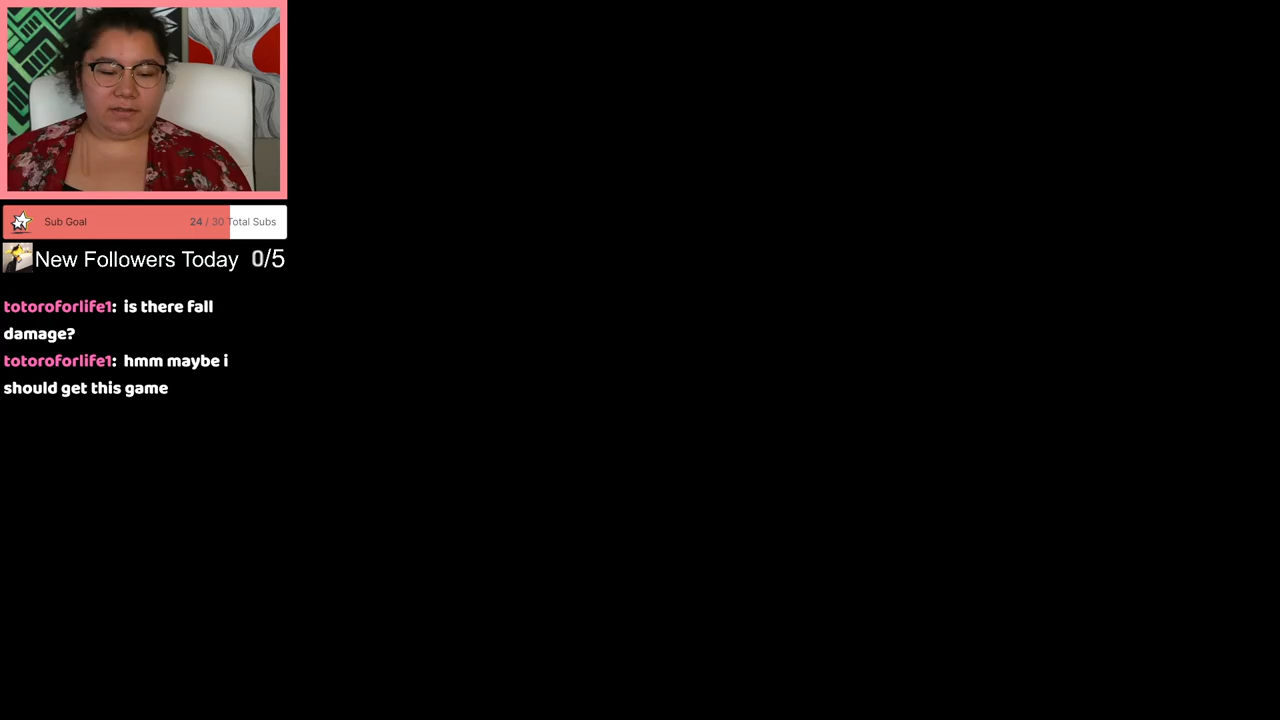 Sub Goal 24 / 30 Total Subs
New Followers Today 0/5
totoroforlife1: is there fall
damage?
totoroforlife1: hmm maybe i
should get this game